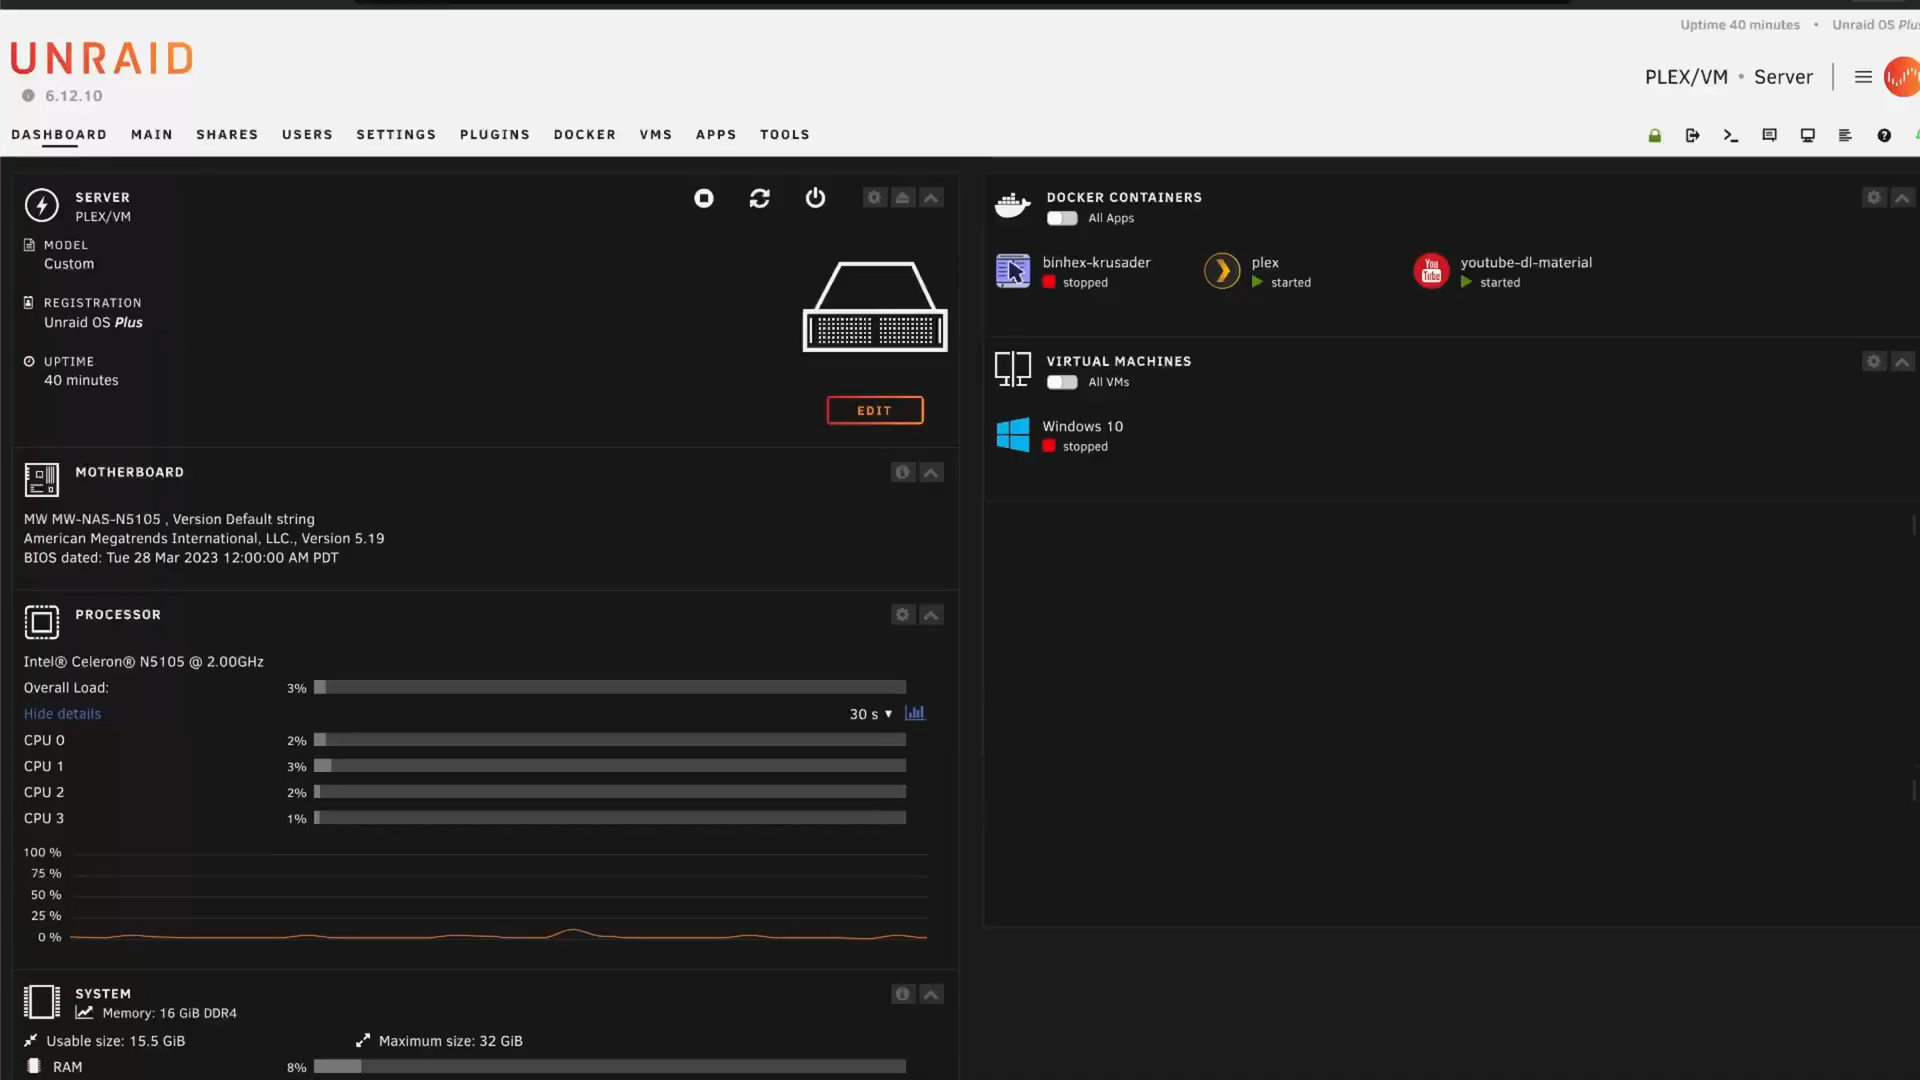 Uptime 40 minutes • Unraid OS Plus
UNRAID
6.12.10
PLEX/VM • Server
DASHBOARD MAIN SHARES USERS SETTINGS PLUGINS DOCKER VMS APPS TOOLS
SERVER
PLEX/VM
MODEL
Custom
REGISTRATION
Unraid OS Plus
UPTIME
40 minutes
EDIT
MOTHERBOARD
MW MW-NAS-N5105 , Version Default string
American Megatrends International, LLC., Version 5.19
BIOS dated: Tue 28 Mar 2023 12:00:00 AM PDT
PROCESSOR
Intel® Celeron® N5105 @ 2.00GHz
Overall Load: 3%
Hide details 30 s ▼
CPU 0 2%
CPU 1 3%
CPU 2 2%
CPU 3 1%
100 %
75 %
50 %
25 %
0 %
SYSTEM
Memory: 16 GiB DDR4
Usable size: 15.5 GiB Maximum size: 32 GiB
RAM 8%
DOCKER CONTAINERS
All Apps
binhex-krusader
stopped
plex
started
You
Tube
youtube-dl-material
started
VIRTUAL MACHINES
All VMs
Windows 10
stopped